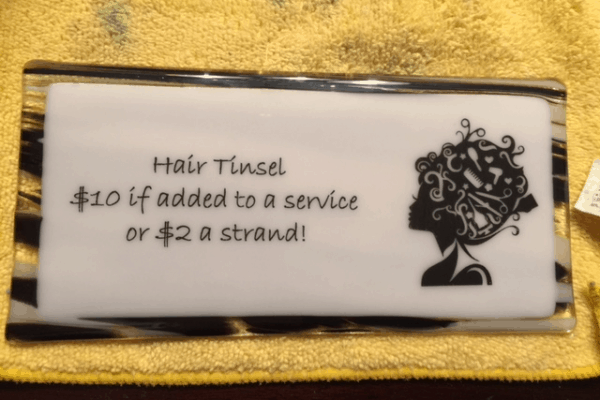 Hair Tinsel
$10 if added to a service
or $2 a strand!